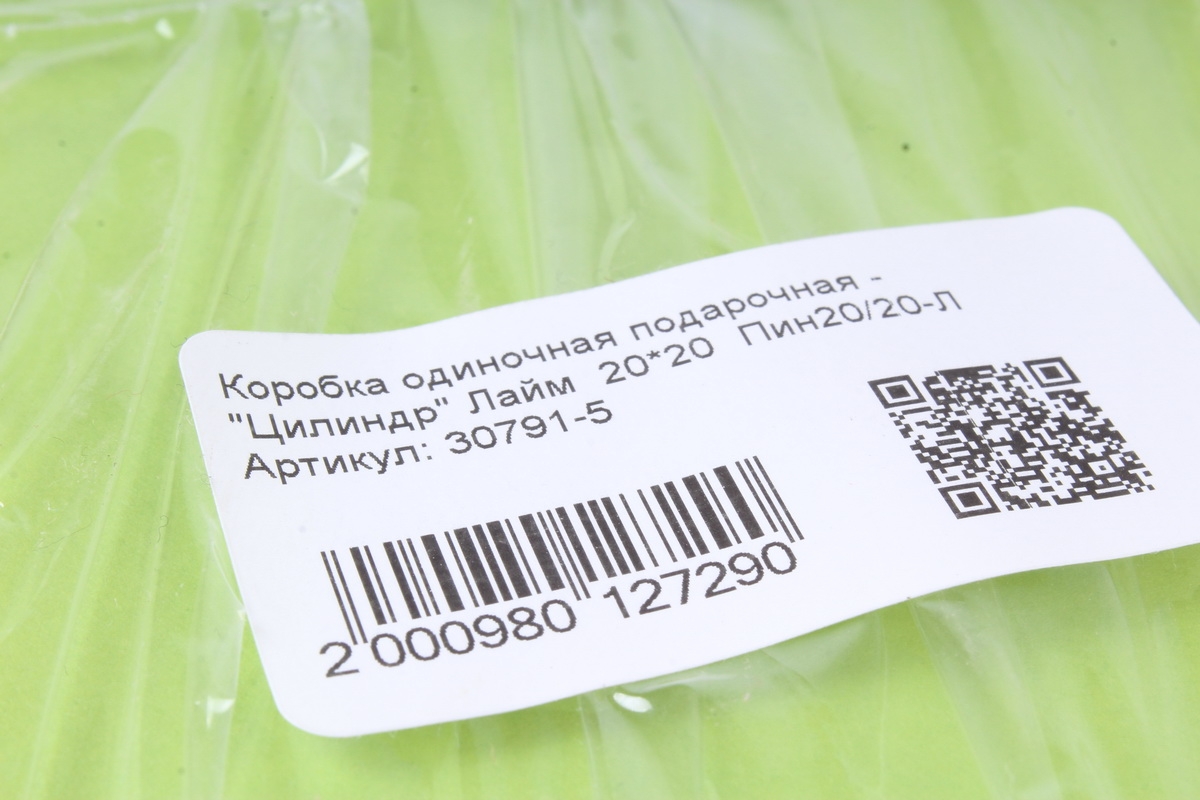 Коробка одиночная подарочная -
"Цилиндр" Лайм 20*20 Пин20/20-Л
Артикул: 30791-5
2 000980 127290